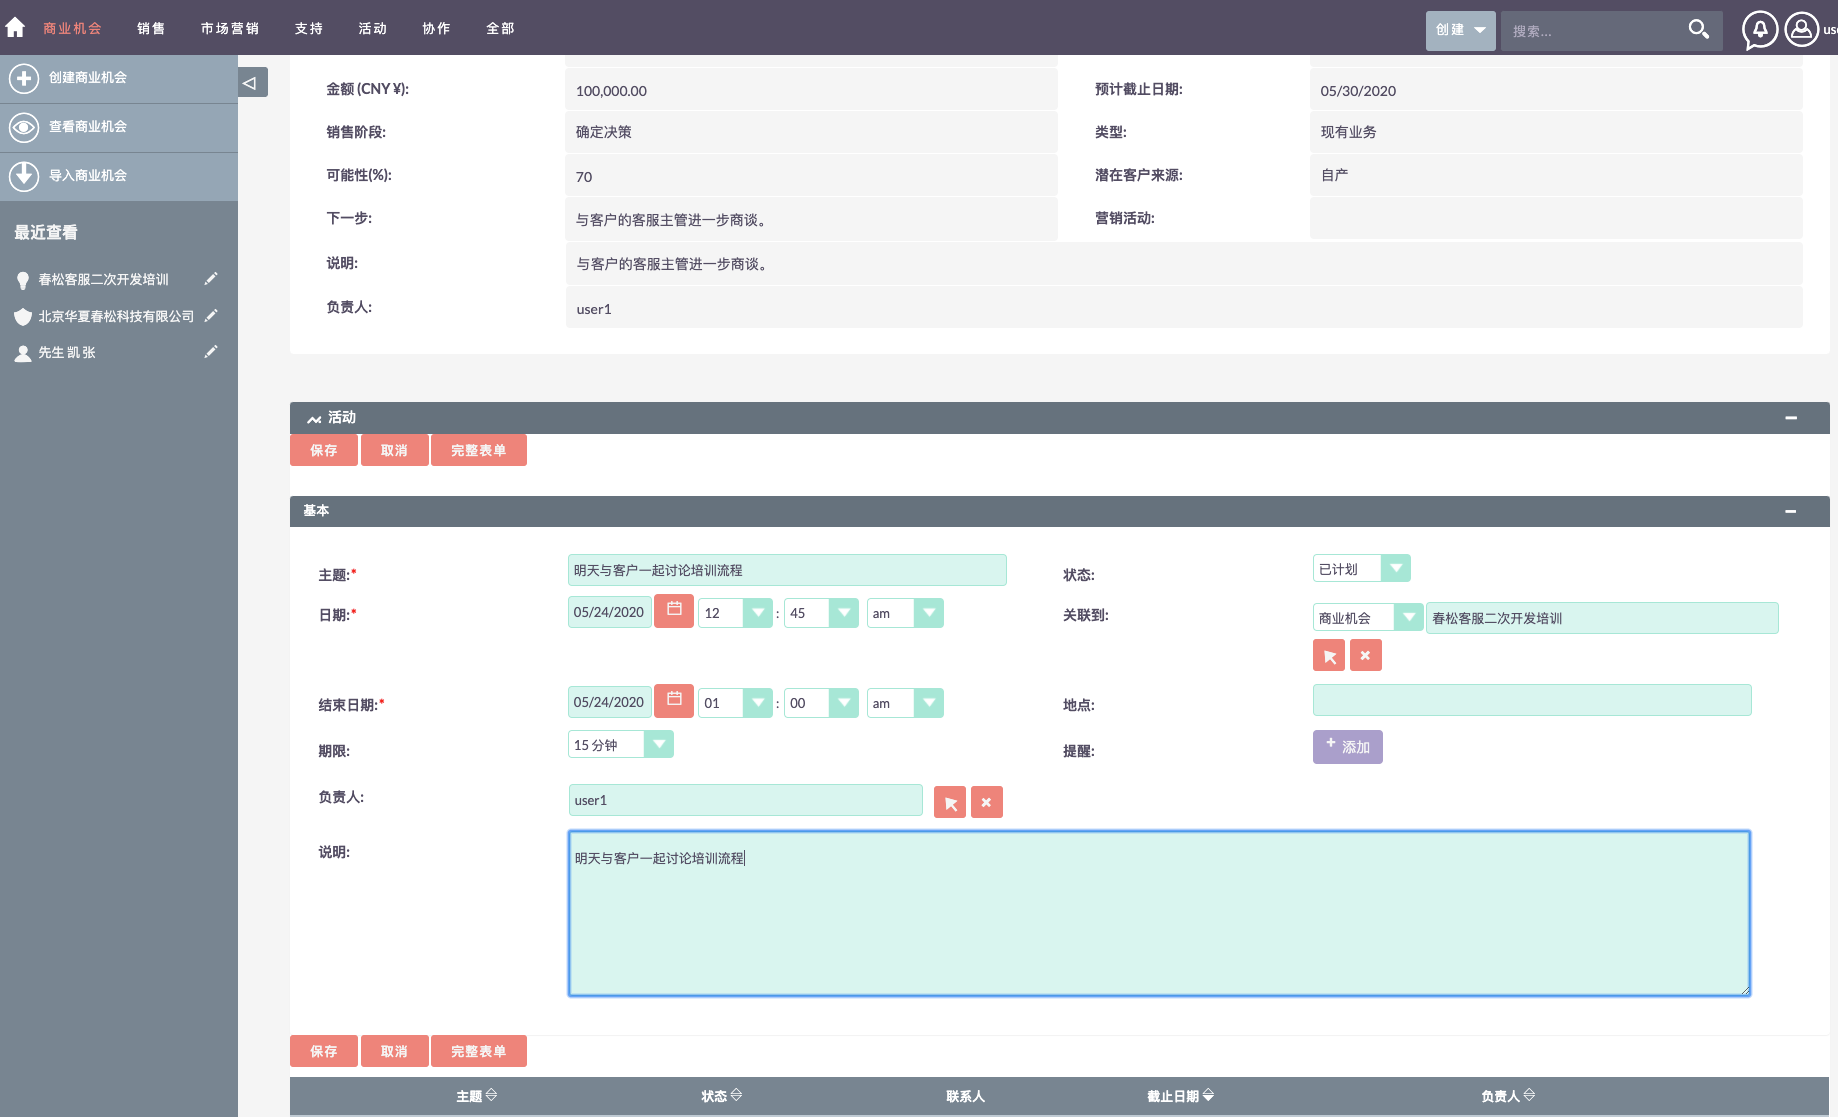 商业机会 销售 市场营销 支持 活动 协作 全部 创建 搜索...
创建商业机会
查看商业机会
导入商业机会
最近查看
春松客服二次开发培训
北京华夏春松科技有限公司
先生 凯 张
金额 (CNY ¥): 100,000.00 预计截止日期: 05/30/2020
销售阶段: 确定决策 类型: 现有业务
可能性(%): 70 潜在客户来源: 自产
下一步: 与客户的客服主管进一步商谈。 营销活动:
说明: 与客户的客服主管进一步商谈。
负责人: user1
活动
保存 取消 完整表单
基本
主题:* 明天与客户一起讨论培训流程 状态: 已计划
日期:* 05/24/2020 12 : 45 am 关联到: 商业机会 春松客服二次开发培训
结束日期:* 05/24/2020 01 : 00 am 地点:
期限: 15 分钟 提醒: + 添加
负责人: user1
说明: 明天与客户一起讨论培训流程
保存 取消 完整表单
主题 状态 联系人 截止日期 负责人